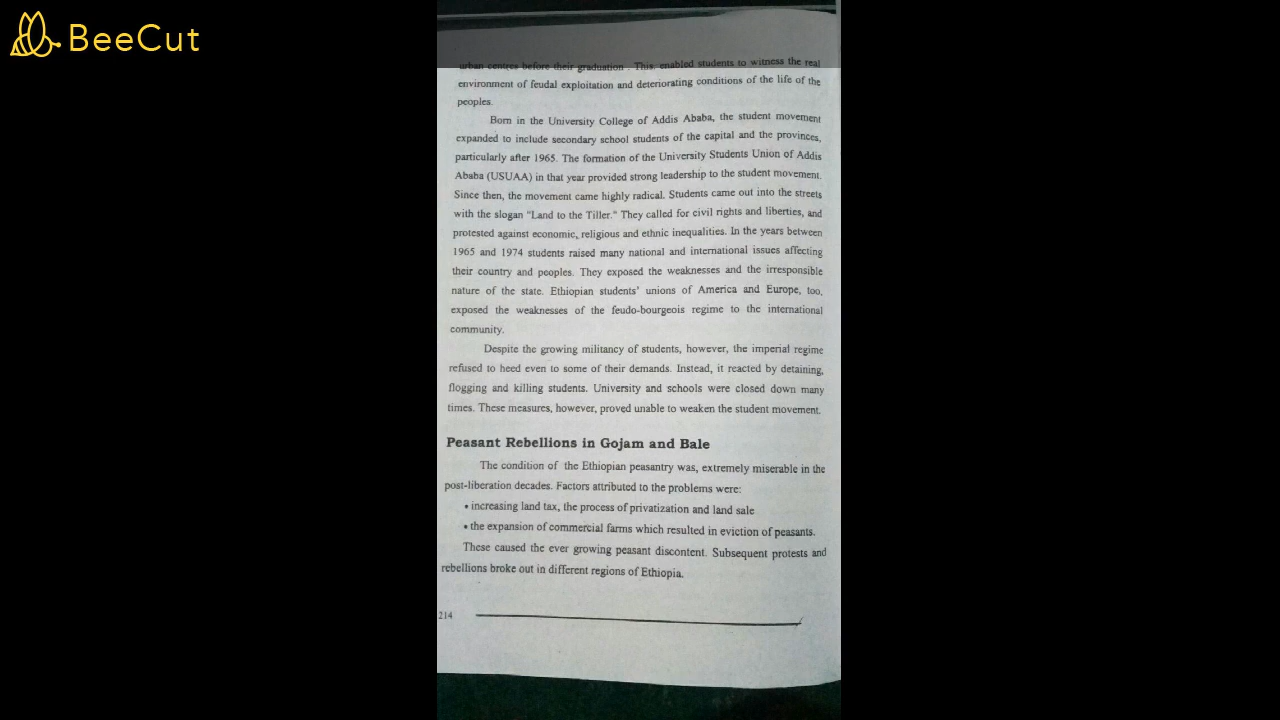 BeeCut
urban centres before their graduation . This. enabled students to witness the real
environment of feudal exploitation and deteriorating conditions of the life of the
peoples.
Born in the University College of Addis Ababa, the student movement
expanded to include secondary school students of the capital and the provinces,
particularly after 1965. The formation of the University Students Union of Addis
Ababa (USUAA) in that year provided strong leadership to the student movement.
Since then, the movement came highly radical. Students came out into the streets
with the slogan "Land to the Tiller." They called for civil rights and liberties, and
protested against economic, religious and ethnic inequalities. In the years between
1965 and 1974 students raised many national and international issues affecting
their country and peoples. They exposed the weaknesses and the irresponsible
nature of the state. Ethiopian students' unions of America and Europe, too,
exposed the weaknesses of the feudo-bourgeois regime to the international
community.
Despite the growing militancy of students, however, the imperial regime
refused to heed even to some of their demands. Instead, it reacted by detaining,
flogging and killing students. University and schools were closed down many
times. These measures, however, proved unable to weaken the student movement.
Peasant Rebellions in Gojam and Bale
The condition of the Ethiopian peasantry was, extremely miserable in the
post-liberation decades. Factors attributed to the problems were:
• increasing land tax, the process of privatization and land sale
• the expansion of commercial farms which resulted in eviction of peasants.
These caused the ever growing peasant discontent. Subsequent protests and
rebellions broke out in different regions of Ethiopia.
214